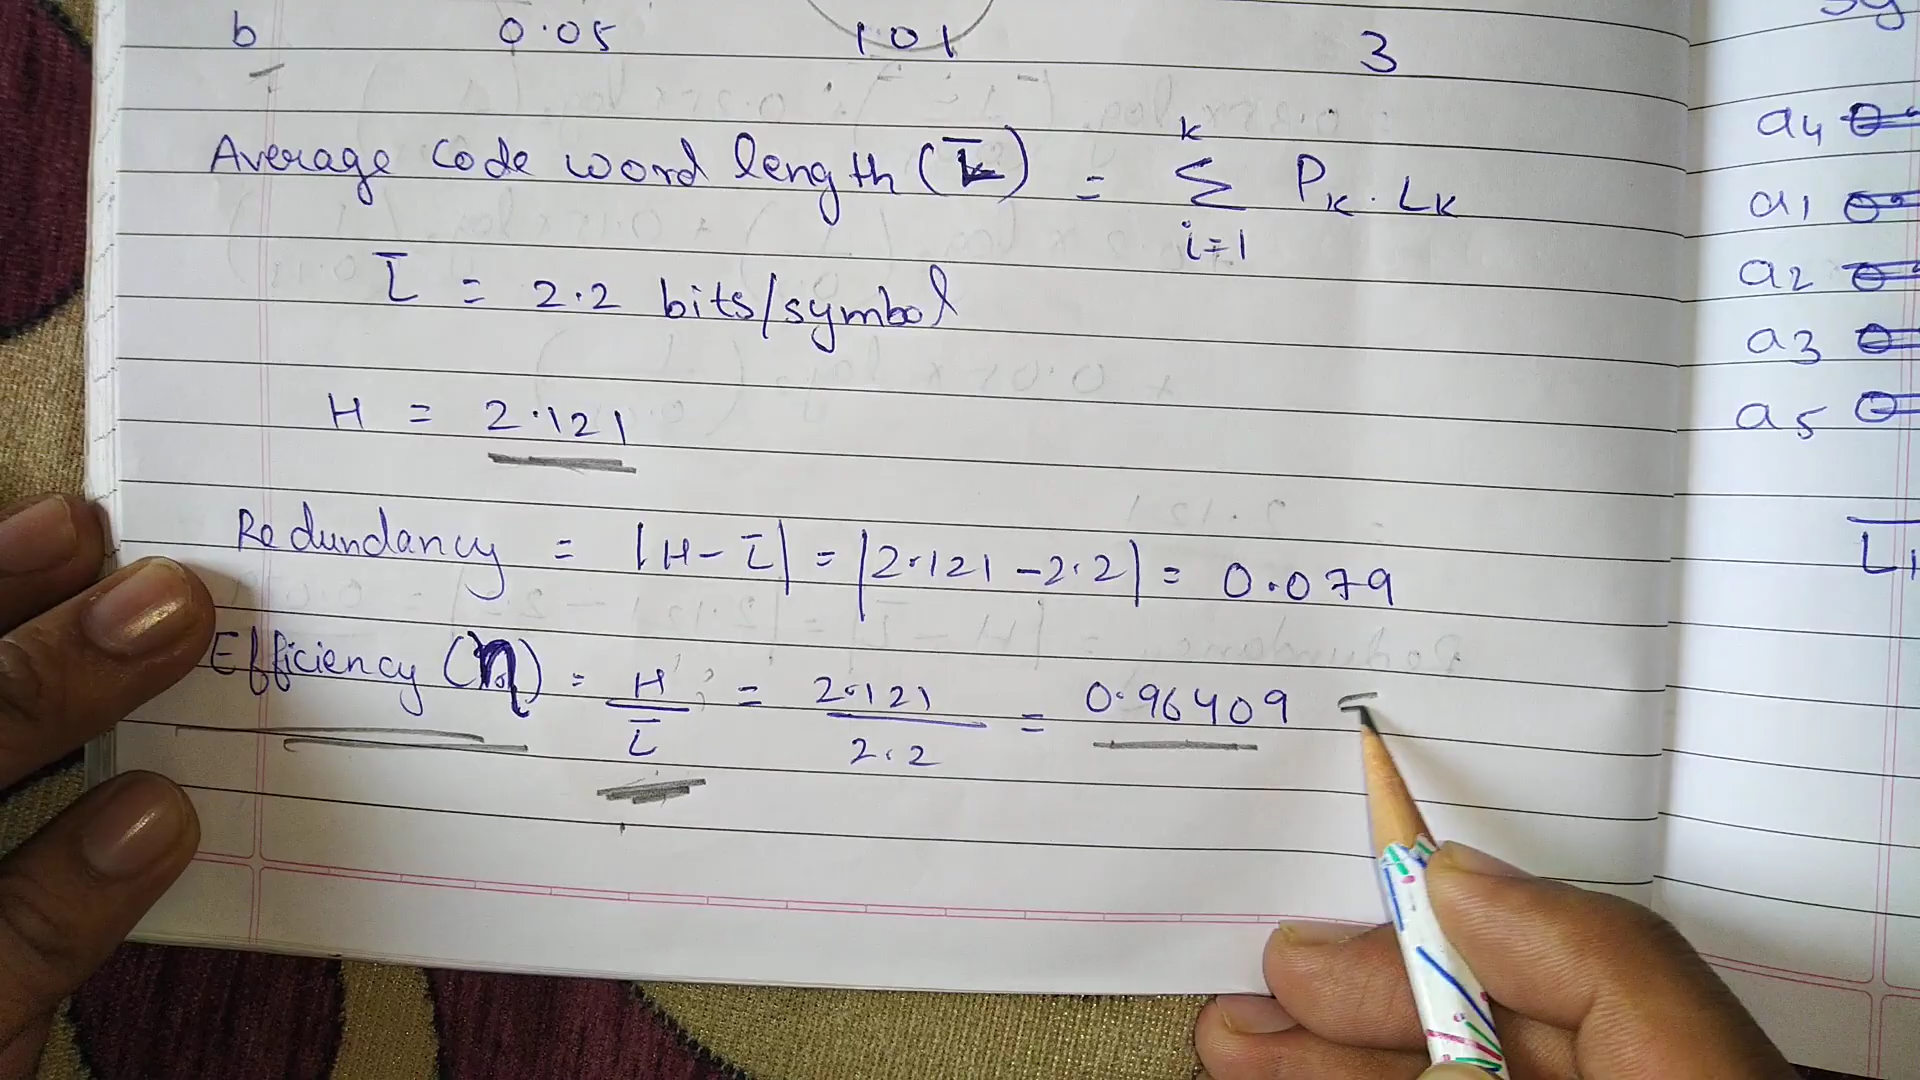 b 0.05 101 3
Average Code word length (L̄) = Σ Pₖ.Lₖ
k
i=1
L̄ = 2.2 bits/symbol
H = 2.121
Redundancy = |H-L̄| = |2.121-2.2| = 0.079
Efficiency (η) = H/L̄ = 2.121/2.2 = 0.96409 =
a₄
a₁
a₂
a₃
a₅
L̄₁